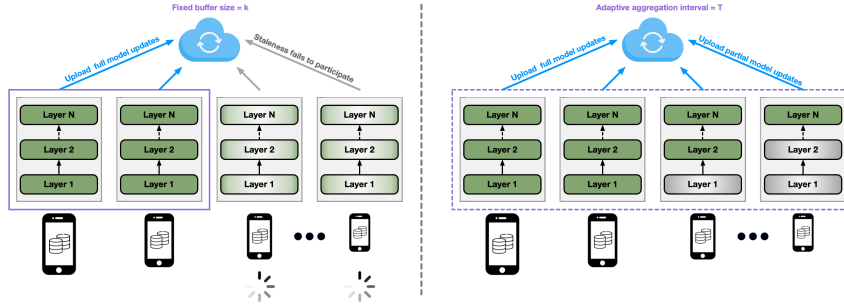 Fixed buffer size = k
Upload full model updates
Staleness fails to participate
Layer N
Layer N
Layer N
Layer N
Layer 2
Layer 2
Layer 2
Layer 2
Layer 1
Layer 1
Layer 1
Layer 1
Adaptive aggregation interval = T
Upload full model updates
Upload partial model updates
Layer N
Layer N
Layer N
Layer N
Layer 2
Layer 2
Layer 2
Layer 2
Layer 1
Layer 1
Layer 1
Layer 1